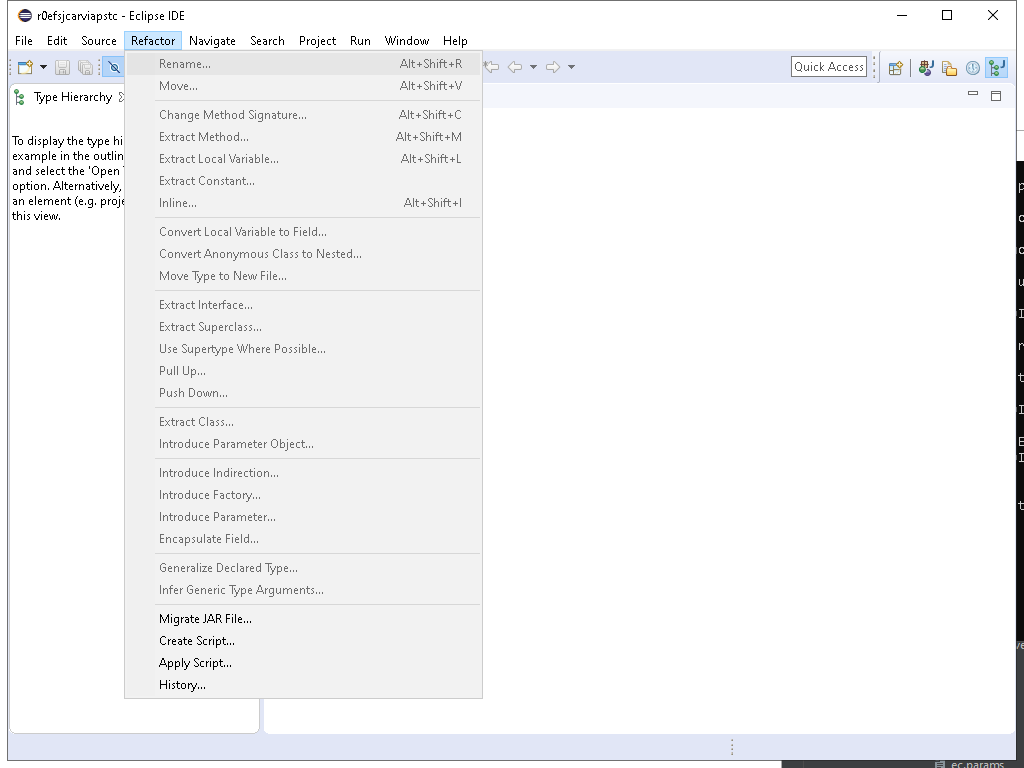 r0efsjcarviapstc - Eclipse IDE
File Edit Source Refactor Navigate Search Project Run Window Help
Quick Access
Type Hierarchy
To display the type hi
example in the outlin
and select the 'Open
option. Alternatively,
an element (e.g. proje
this view.
Rename... Alt+Shift+R
Move... Alt+Shift+V
Change Method Signature... Alt+Shift+C
Extract Method... Alt+Shift+M
Extract Local Variable... Alt+Shift+L
Extract Constant...
Inline... Alt+Shift+I
Convert Local Variable to Field...
Convert Anonymous Class to Nested...
Move Type to New File...
Extract Interface...
Extract Superclass...
Use Supertype Where Possible...
Pull Up...
Push Down...
Extract Class...
Introduce Parameter Object...
Introduce Indirection...
Introduce Factory...
Introduce Parameter...
Encapsulate Field...
Generalize Declared Type...
Infer Generic Type Arguments...
Migrate JAR File...
Create Script...
Apply Script...
History...
ec.params